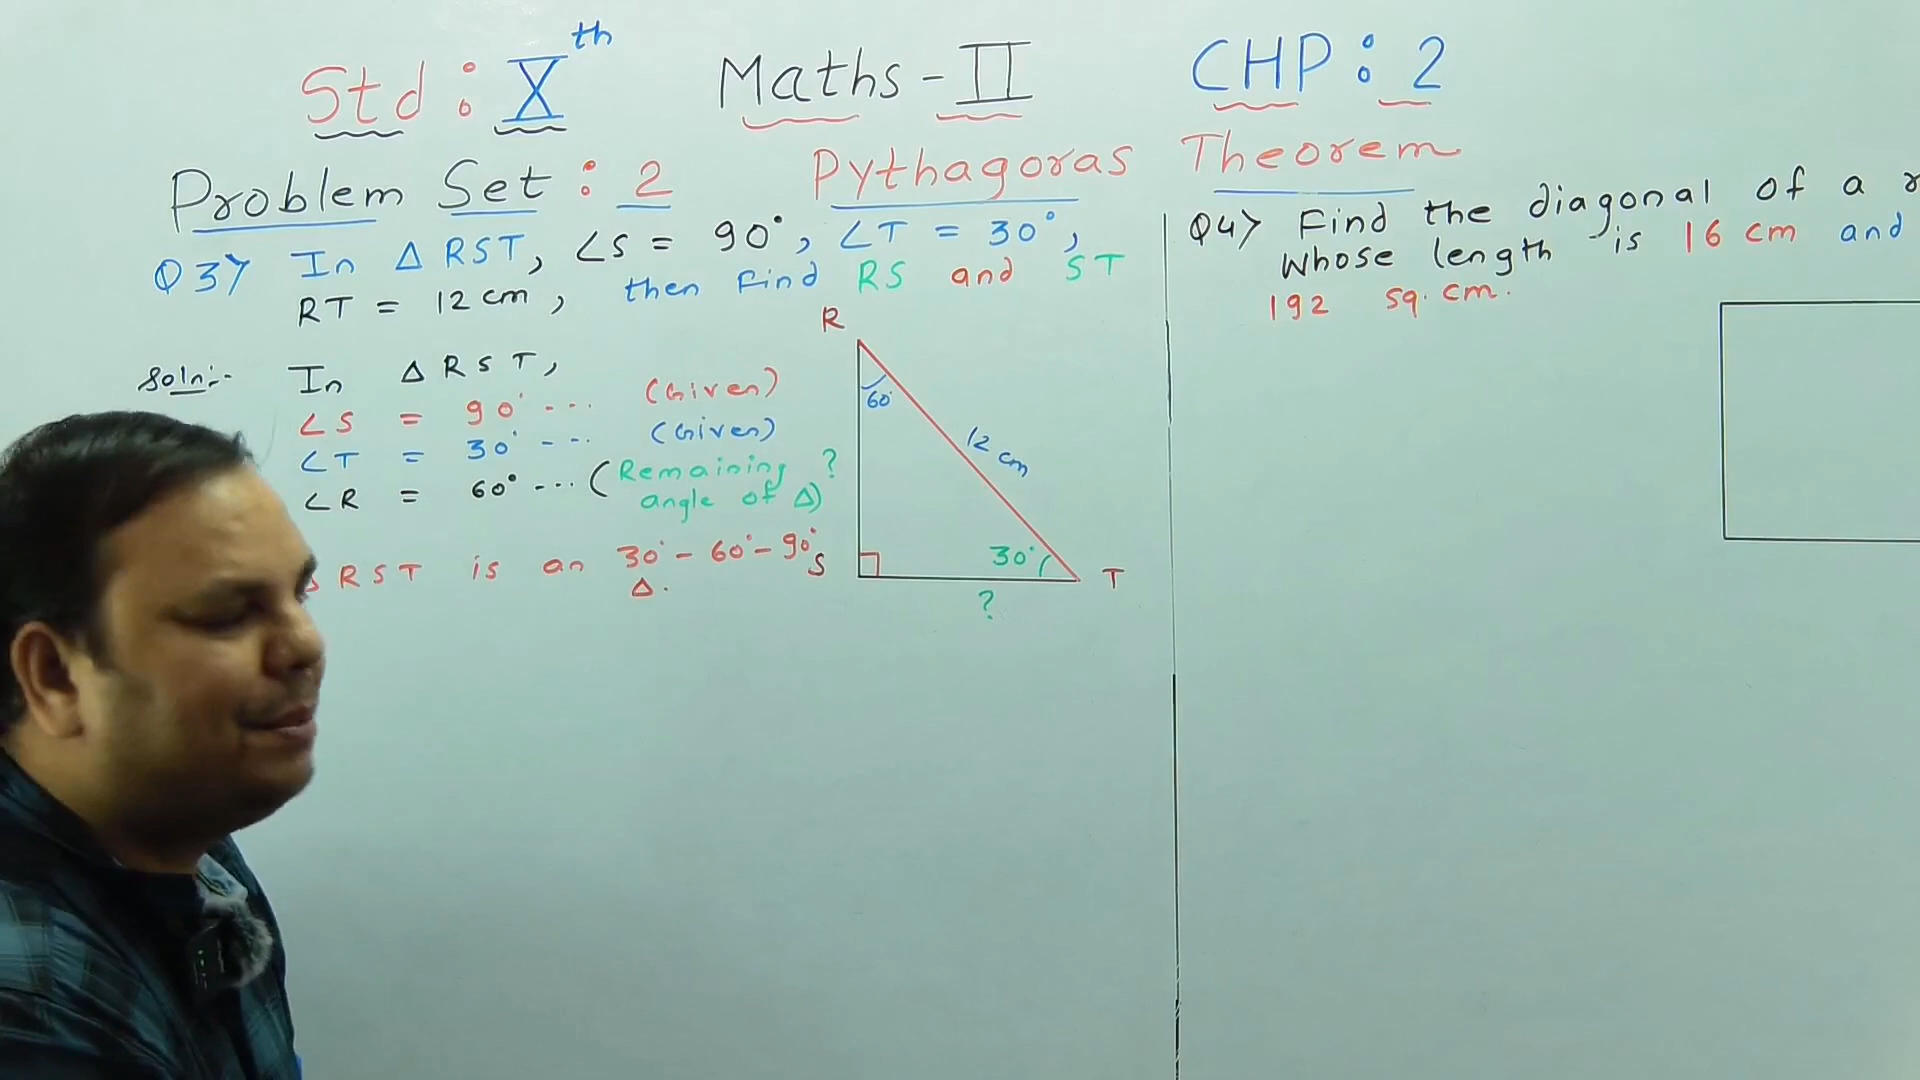 Std : Xth Maths - II CHP : 2
Problem Set : 2 Pythagoras Theorem
Q3> In Δ RST, ∠S = 90°, ∠T = 30°,
RT = 12 cm, then find RS and ST
Soln:- In Δ RST,
∠S = 90° --- (Given)
∠T = 30° --- (Given)
∠R = 60° --- (Remaining
angle of Δ)
RST is an 30° - 60° - 90°
Δ.
R
60°
12 cm
?
S
30°
T
?
Q4> Find the diagonal of a
whose length is 16 cm and
192 sq. cm.